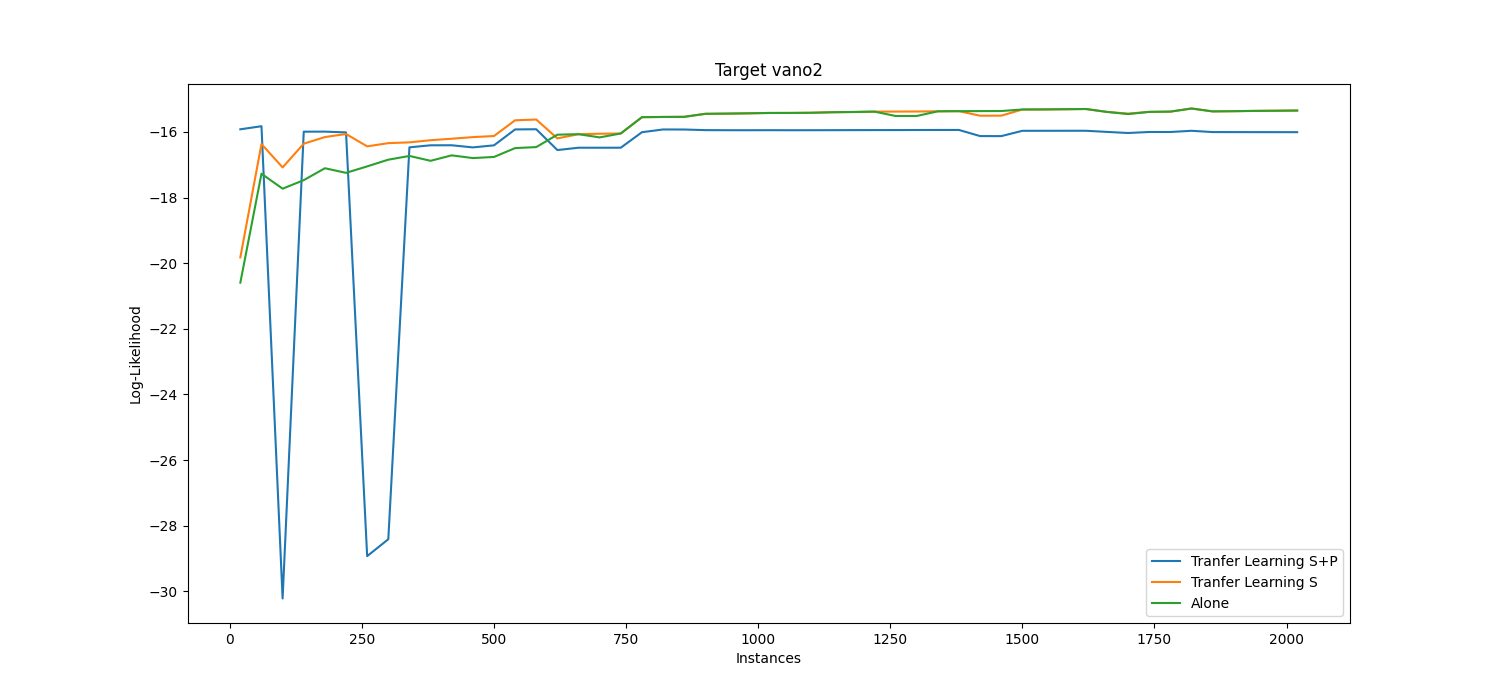 Target vano2
Log-Likelihood
−16
−18
−20
−22
−24
−26
−28
−30
0
250
500
750
1000
1250
1500
1750
2000
Instances
Tranfer Learning S+P
Tranfer Learning S
Alone